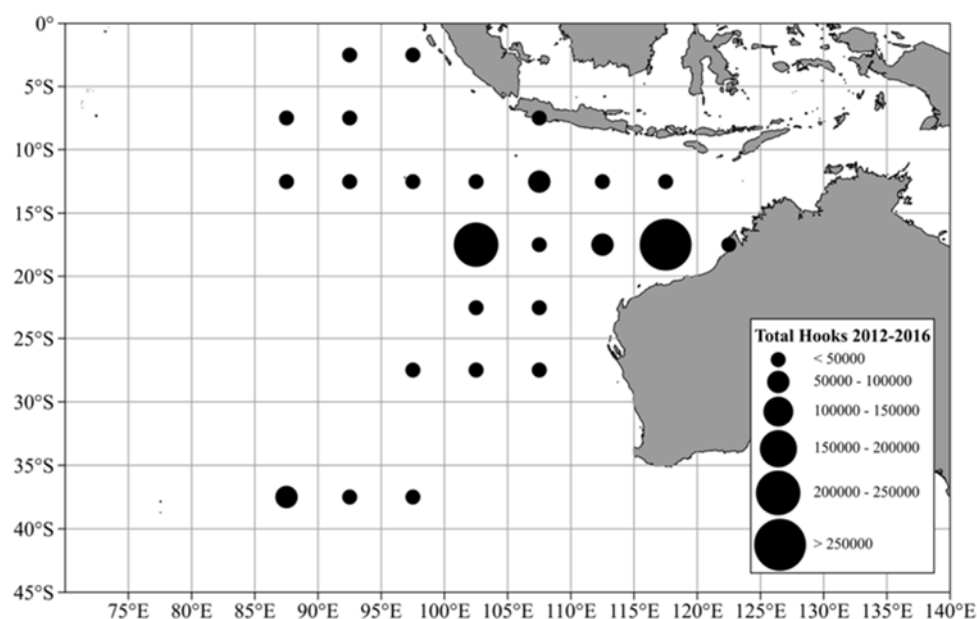 0°
5°S
10°S
15°S
20°S
25°S
30°S
35°S
40°S
45°S
Total Hooks 2012-2016
< 50000
50000 - 100000
100000 - 150000
150000 - 200000
200000 - 250000
> 250000
75°E 80°E 85°E 90°E 95°E 100°E 105°E 110°E 115°E 120°E 125°E 130°E 135°E 140°E